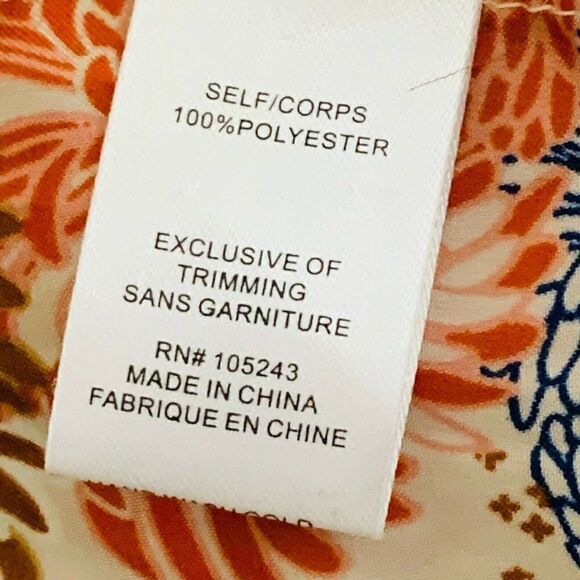 SELF/CORPS
100%POLYESTER
EXCLUSIVE OF
TRIMMING
SANS GARNITURE
RN# 105243
MADE IN CHINA
FABRIQUE EN CHINE